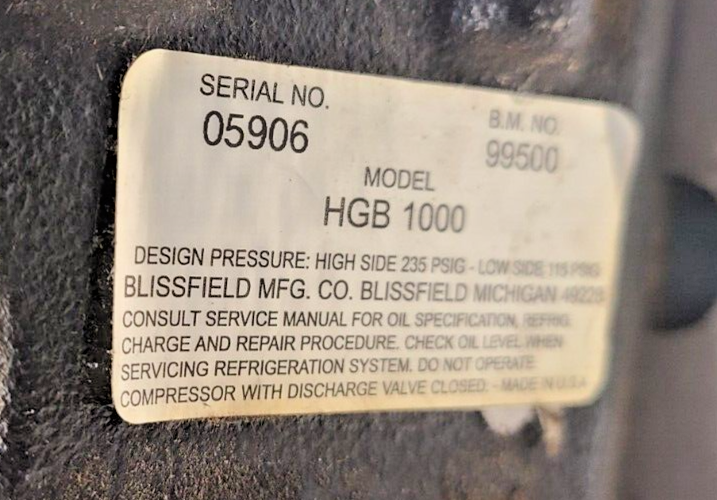 SERIAL NO.
05906
B.M. NO.
99500
MODEL
HGB 1000
DESIGN PRESSURE: HIGH SIDE 235 PSIG - LOW SIDE 115 PSIG
BLISSFIELD MFG. CO. BLISSFIELD MICHIGAN 49228
CONSULT SERVICE MANUAL FOR OIL SPECIFICATION, REFRIG.
CHARGE AND REPAIR PROCEDURE. CHECK OIL LEVEL WHEN
SERVICING REFRIGERATION SYSTEM. DO NOT OPERATE
COMPRESSOR WITH DISCHARGE VALVE CLOSED. - MADE IN U.S.A